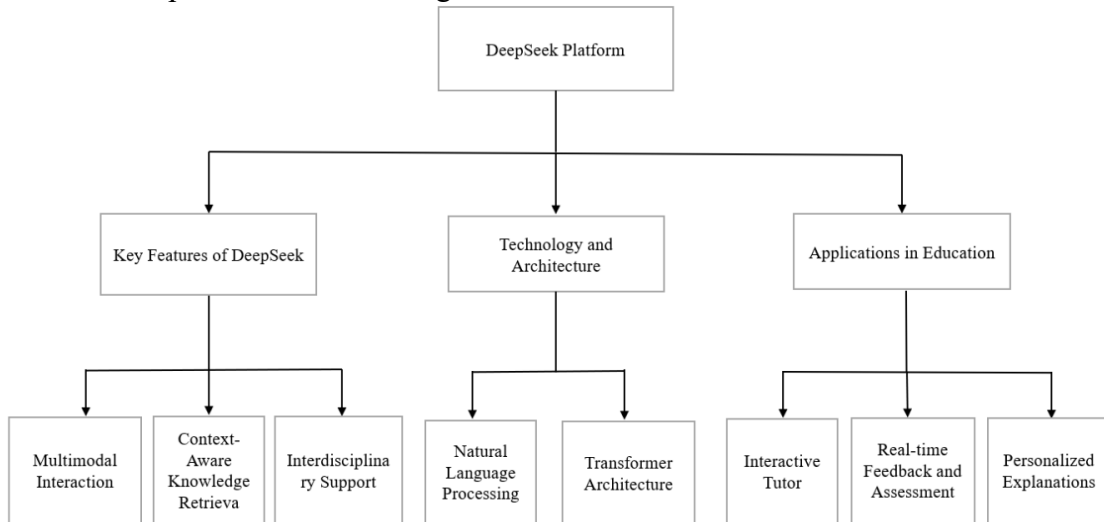 DeepSeek Platform
Key Features of DeepSeek
Technology and
Architecture
Applications in Education
Multimodal
Interaction
Context-
Aware
Knowledge
Retrieva
Interdisciplina
ry Support
Natural
Language
Processing
Transformer
Architecture
Interactive
Tutor
Real-time
Feedback and
Assessment
Personalized
Explanations